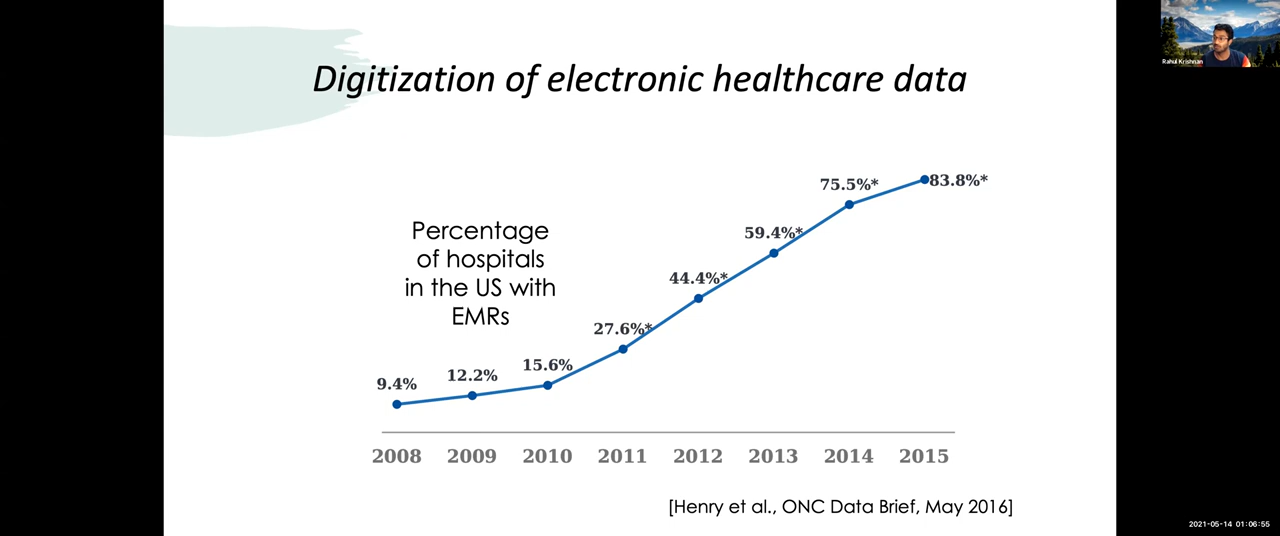 Rahul Krishnan
Digitization of electronic healthcare data
Percentage
of hospitals
in the US with
EMRs
9.4%
12.2%
15.6%
27.6%*
44.4%*
59.4%*
75.5%*
83.8%*
2008 2009 2010 2011 2012 2013 2014 2015
[Henry et al., ONC Data Brief, May 2016]
2021-05-14 01:06:55